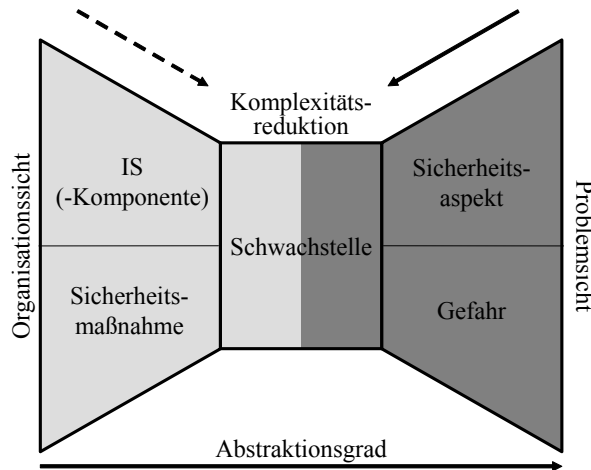 Komplexitäts-
reduktion
Organisationssicht
IS
(-Komponente)
Sicherheits-
maßnahme
Schwachstelle
Sicherheits-
aspekt
Gefahr
Problemsicht
Abstraktionsgrad